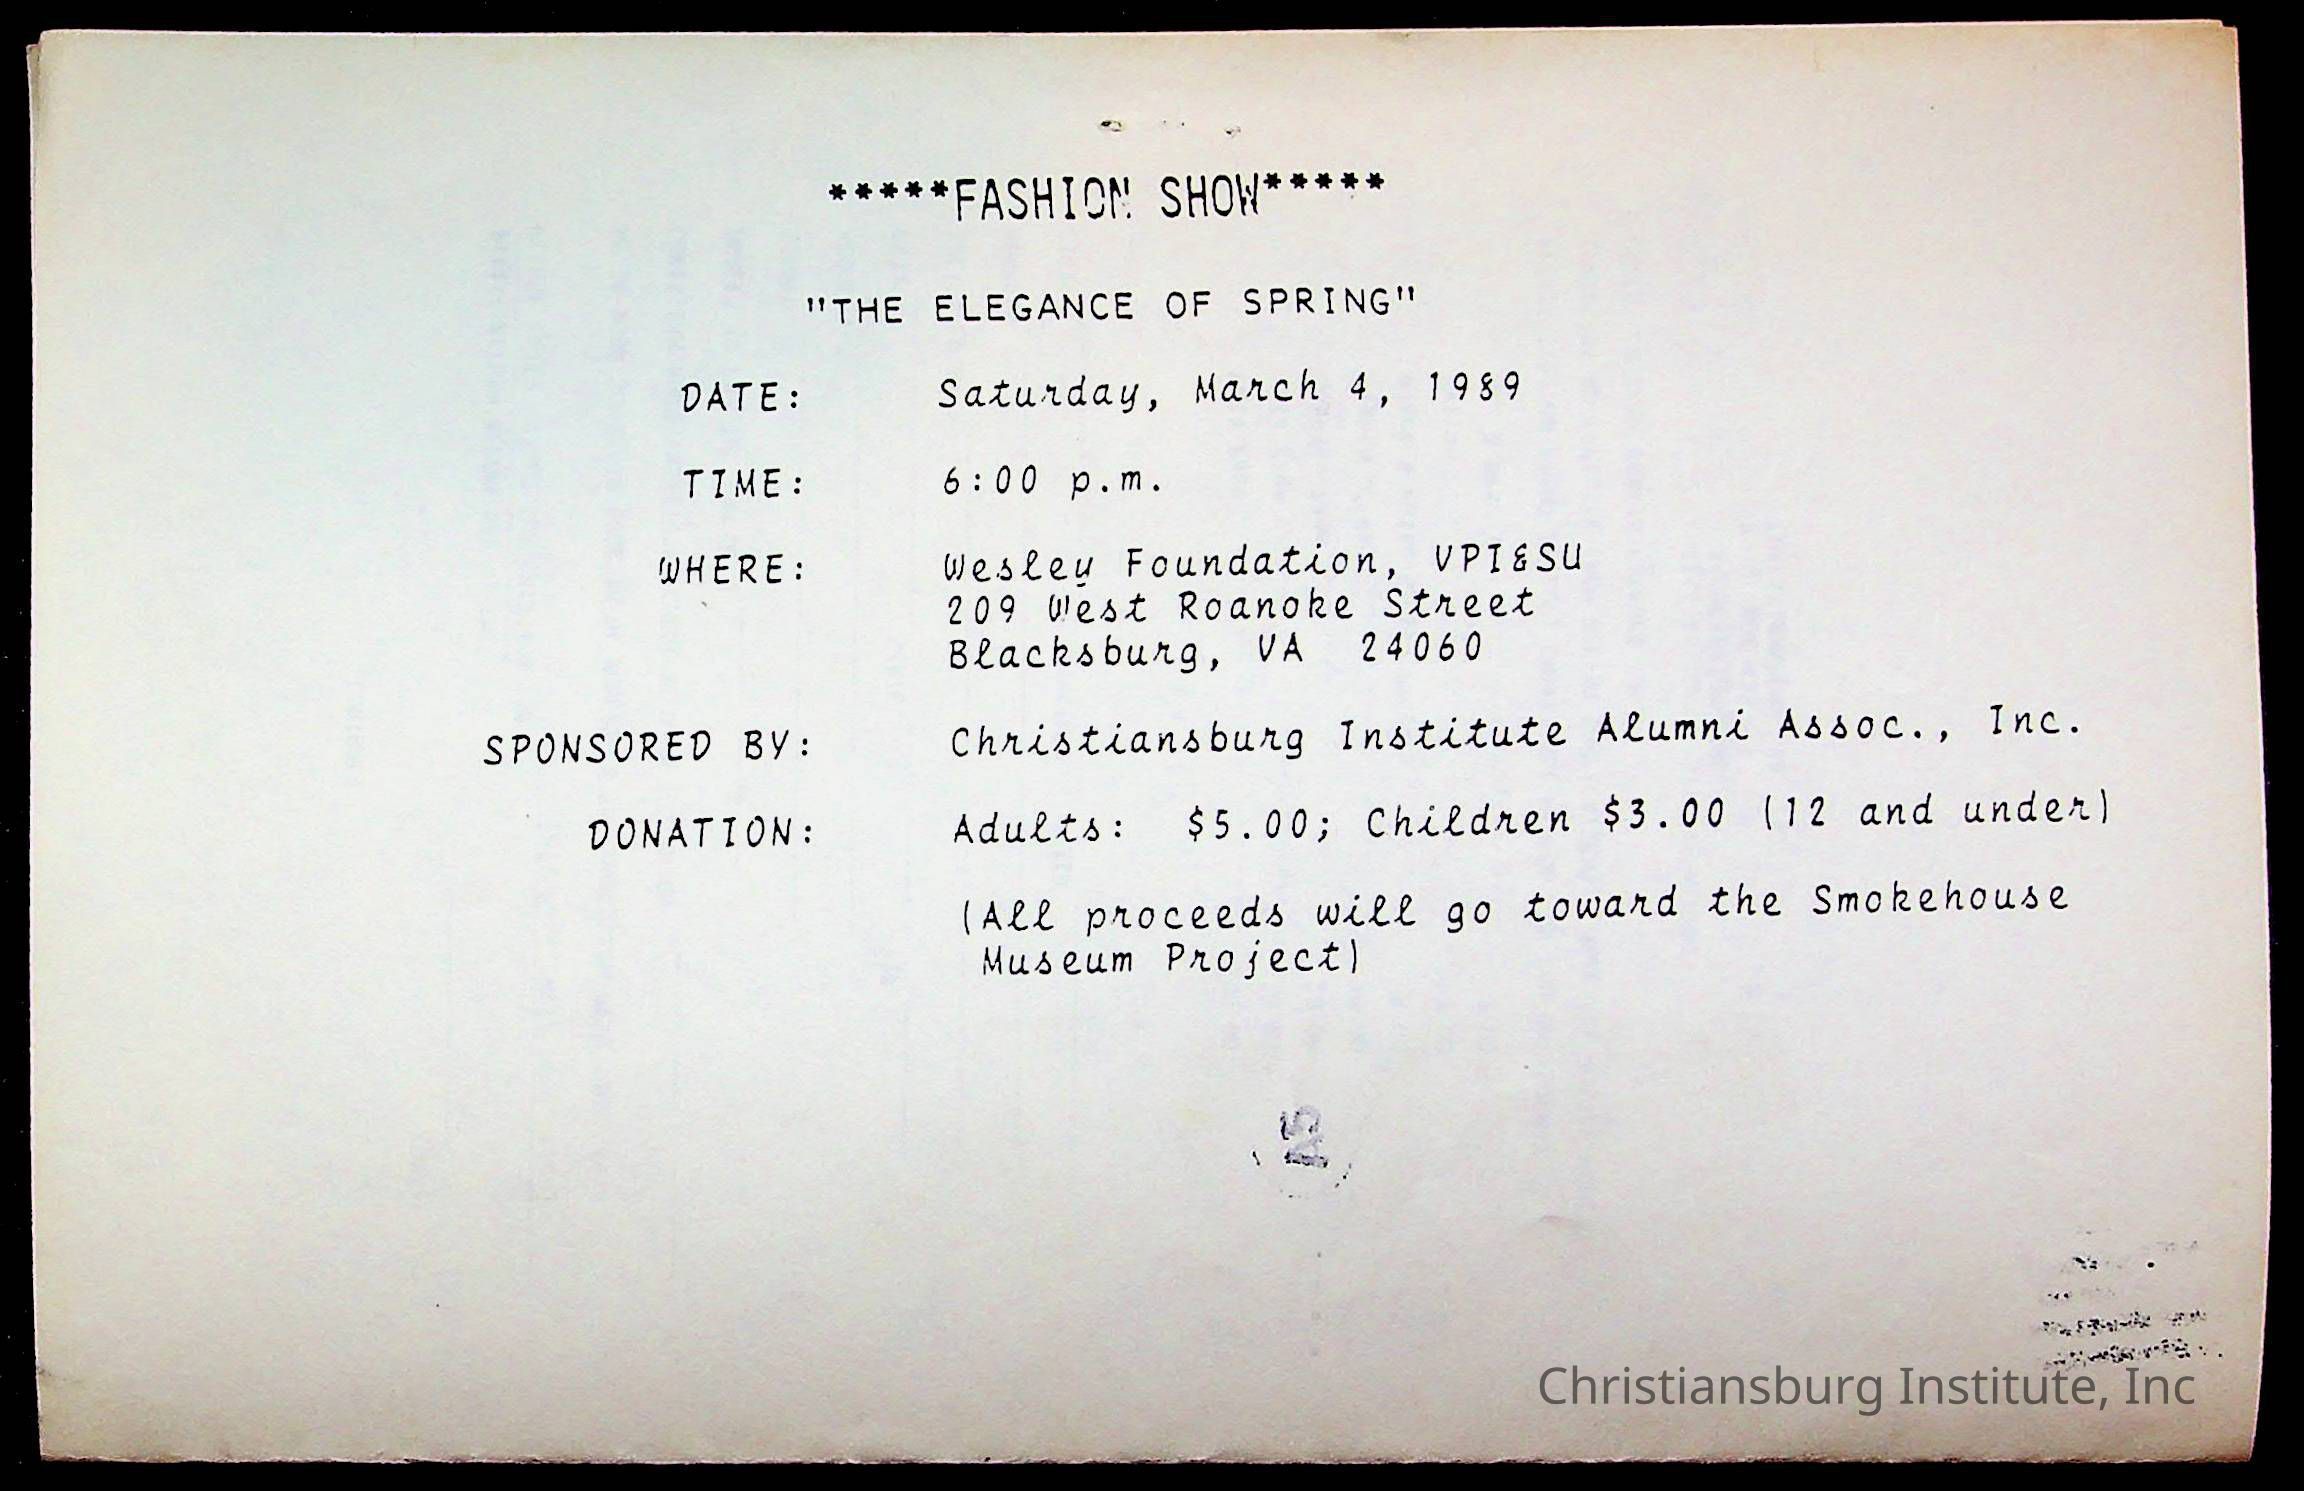 *****FASHION SHOW*****
"THE ELEGANCE OF SPRING"
DATE: Saturday, March 4, 1989
TIME: 6:00 p.m.
WHERE: Wesley Foundation, VPI&SU
209 West Roanoke Street
Blacksburg, VA 24060
SPONSORED BY: Christiansburg Institute Alumni Assoc., Inc.
DONATION: Adults: $5.00; Children $3.00 (12 and under)
(All proceeds will go toward the Smokehouse
Museum Project)
Christiansburg Institute, Inc